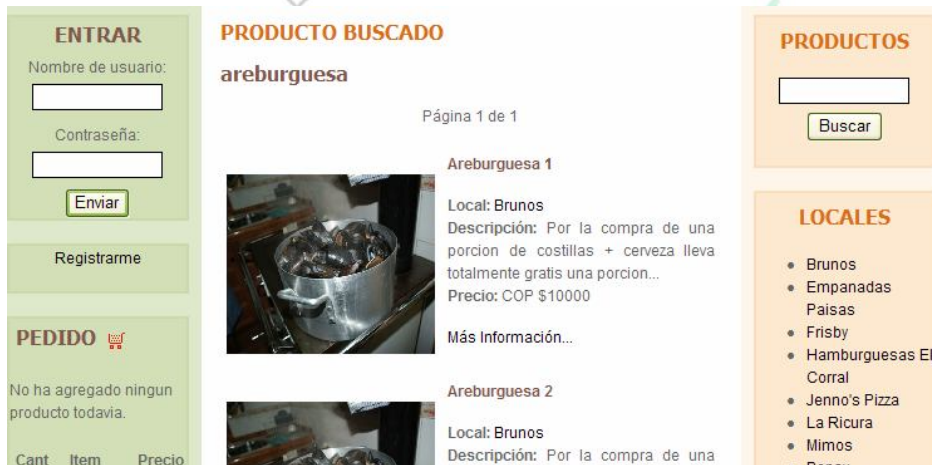 ENTRAR
Nombre de usuario:
Contraseña:
Enviar
Registrarme
PEDIDO
No ha agregado ningun
producto todavia.
Cant Item Precio
PRODUCTO BUSCADO
areburguesa
Página 1 de 1
Areburguesa 1
Local: Brunos
Descripción: Por la compra de una
porcion de costillas + cerveza lleva
totalmente gratis una porcion...
Precio: COP $10000
Más Información...
Areburguesa 2
Local: Brunos
Descripción: Por la compra de una
PRODUCTOS
Buscar
LOCALES
Brunos
Empanadas
Paisas
Frisby
Hamburguesas El
Corral
Jenno's Pizza
La Ricura
Mimos